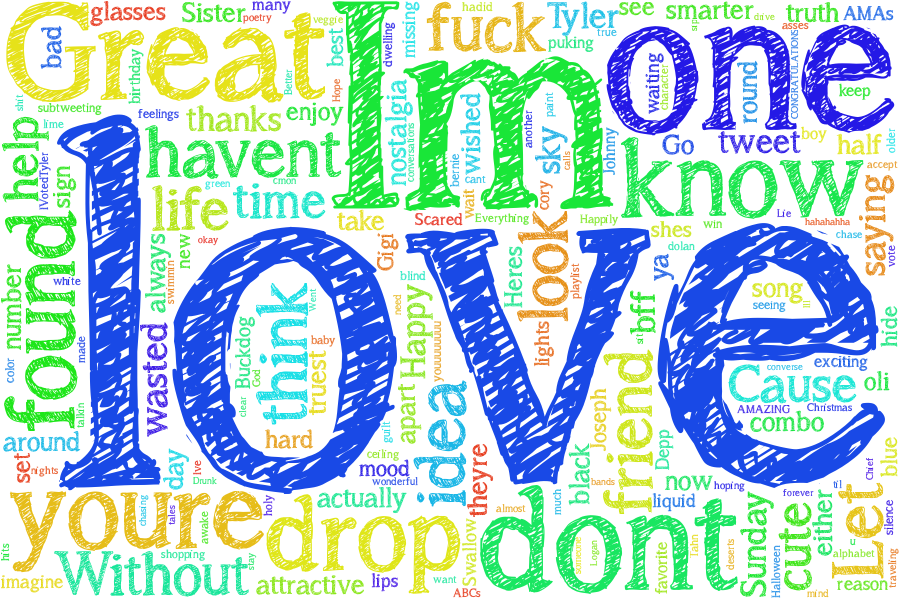 love
Im
one
Great
fuck
havent
know
dont
youre
drop
Without
found
help
life
time
think
look
idea
friend
Let
cute
Cause
glasses
Sister
many
poetry
veggie
hadid
Tyler
true
see
smarter
sip
drive
truth
asses
AMAs
bad
birthday
Better
Hope
best
dwelling
missing
puking
waiting
character
round
CONGRATULATIONS
keep
shit
subtweeting
feelings
thanks
enjoy
nostalgia
conversations
wished
bernie
cant
another
paint
sky
calls
Johnny
Go
tweet
boy
half
older
lime
IVotedTyler
sign
green
cmon
take
Scared
wait
Everything
cory
Happily
shes
win
Lie
hahahahha
accept
saying
chase
vote
white
always
new
okay
swimmin
Gigi
blind
Heres
playlist
lights
dolan
ya
bff
sit
song
seeing
hide
number
color
made
wasted
Buckdog
God
Went
clear
baby
truest
hard
need
Happy
apart
youuuuuuuu
guilt
exciting
converse
AMAZING
Christmas
oli
combo
around
talkin
set
nights
day
Ive
Drunk
ceiling
mood
wonderful
theyre
Joseph
Depp
black
bands
now
hoping
liquid
til
forever
Chief
blue
silence
chasing
tales
awake
holy
actually
almost
much
Swallow
hits
shopping
stay
imagine
attractive
lips
want
ABCs
someone
Logan
favorite
Tahn
deserts
Sunday
Halloween
mind
either
u
alphabet
reason
traveling